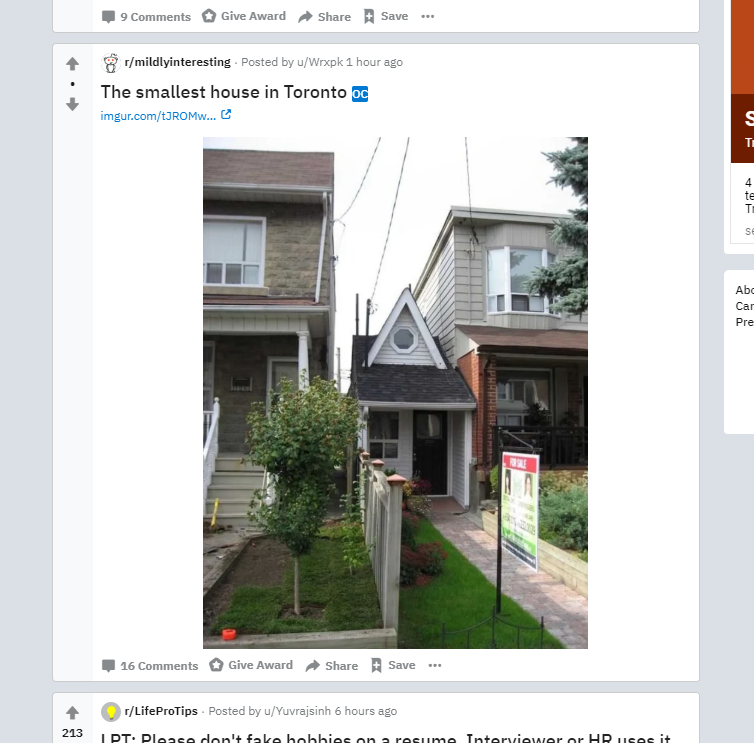 9 Comments Give Award Share Save
r/mildlyinteresting · Posted by u/Wrxpk 1 hour ago
The smallest house in Toronto OC
imgur.com/tJROMw...
FOR SALE
16 Comments Give Award Share Save
r/LifeProTips · Posted by u/Yuvrajsinh 6 hours ago
213
LPT: Please don't fake hobbies on a resume. Interviewer or HR uses it
S
Tr
4
te
Tr
se
Abo
Car
Pre